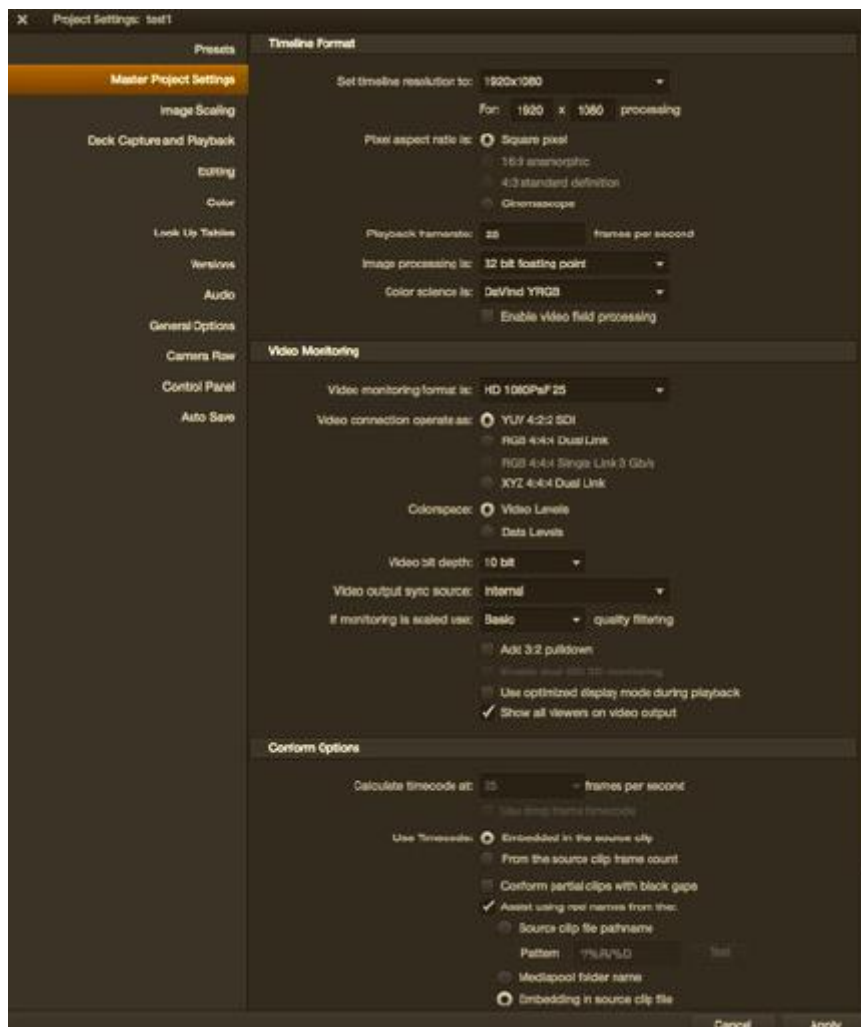 Project Settings: test1
Presets
Master Project Settings
Image Scaling
Deck Capture and Playback
Editing
Color
Look Up Tables
Versions
Audio
General Options
Camera Raw
Control Panel
Auto Save
Timeline Format
Set timeline resolution to: 1920x1080
For: 1920 x 1080 processing
Pixel aspect ratio is: Square pixel
16:9 anamorphic
4:3 standard definition
Cinemascope
Playback framerate: 25 frames per second
Image processing is: 32 bit floating point
Color science is: DaVinci YRGB
Enable video field processing
Video Monitoring
Video monitoring format is: HD 1080PsF 25
Video connection operate as: YUV 4:2:2 SDI
RGB 4:4:4 Dual Link
RGB 4:4:4 Single Link 3 Gb/s
XYZ 4:4:4 Dual Link
Colorspace: Video Levels
Data Levels
Video bit depth: 10 bit
Video output sync source: Internal
If monitoring is scaled use: Basic quality filtering
Add 3:2 pulldown
Use optimized display mode during playback
Show all viewers on video output
Conform Options
Calculate timecode at: 25 frames per second
Use drop frame timecode
Use Timecode: Embedded in the source clip
From the source clip frame count
Conform partial clips with black gaps
Assist using reel names from the:
Source clip file pathname
Pattern
Test
Mediapool folder name
Embedding in source clip file
Cancel Apply